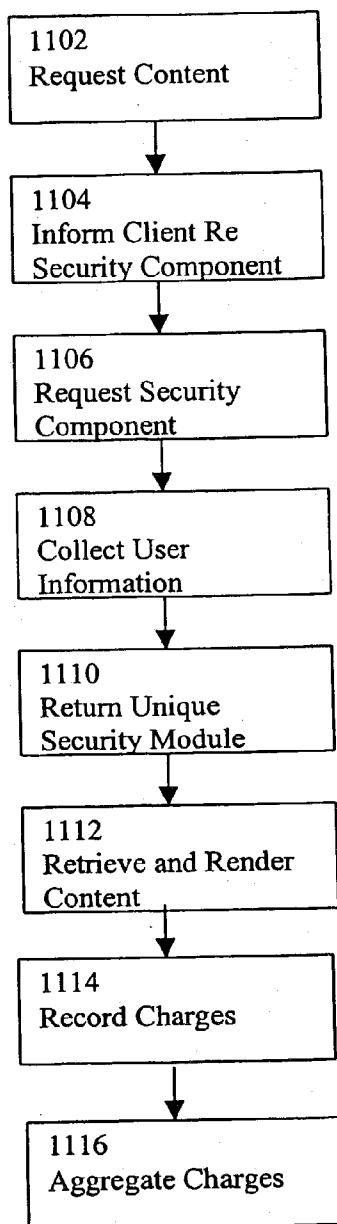 1102
Request Content
1104
Inform Client Re
Security Component
1106
Request Security
Component
1108
Collect User
Information
1110
Return Unique
Security Module
1112
Retrieve and Render
Content
1114
Record Charges
1116
Aggregate Charges